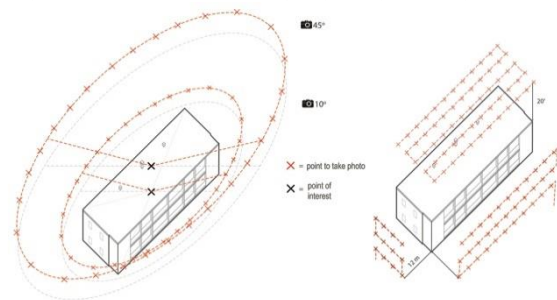 45°
10°
= point to take photo
= point of
interest
20'
12 m